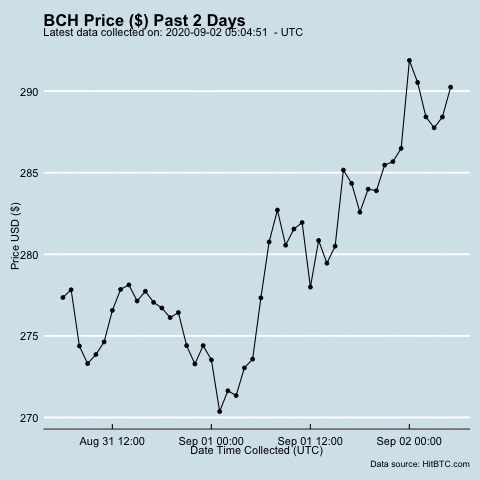 BCH Price ($) Past 2 Days
Latest data collected on: 2020-09-02 05:04:51 - UTC
290
285
280
275
270
Price USD ($)
Aug 31 12:00 Sep 01 00:00 Sep 01 12:00 Sep 02 00:00
Date Time Collected (UTC)
Data source: HitBTC.com